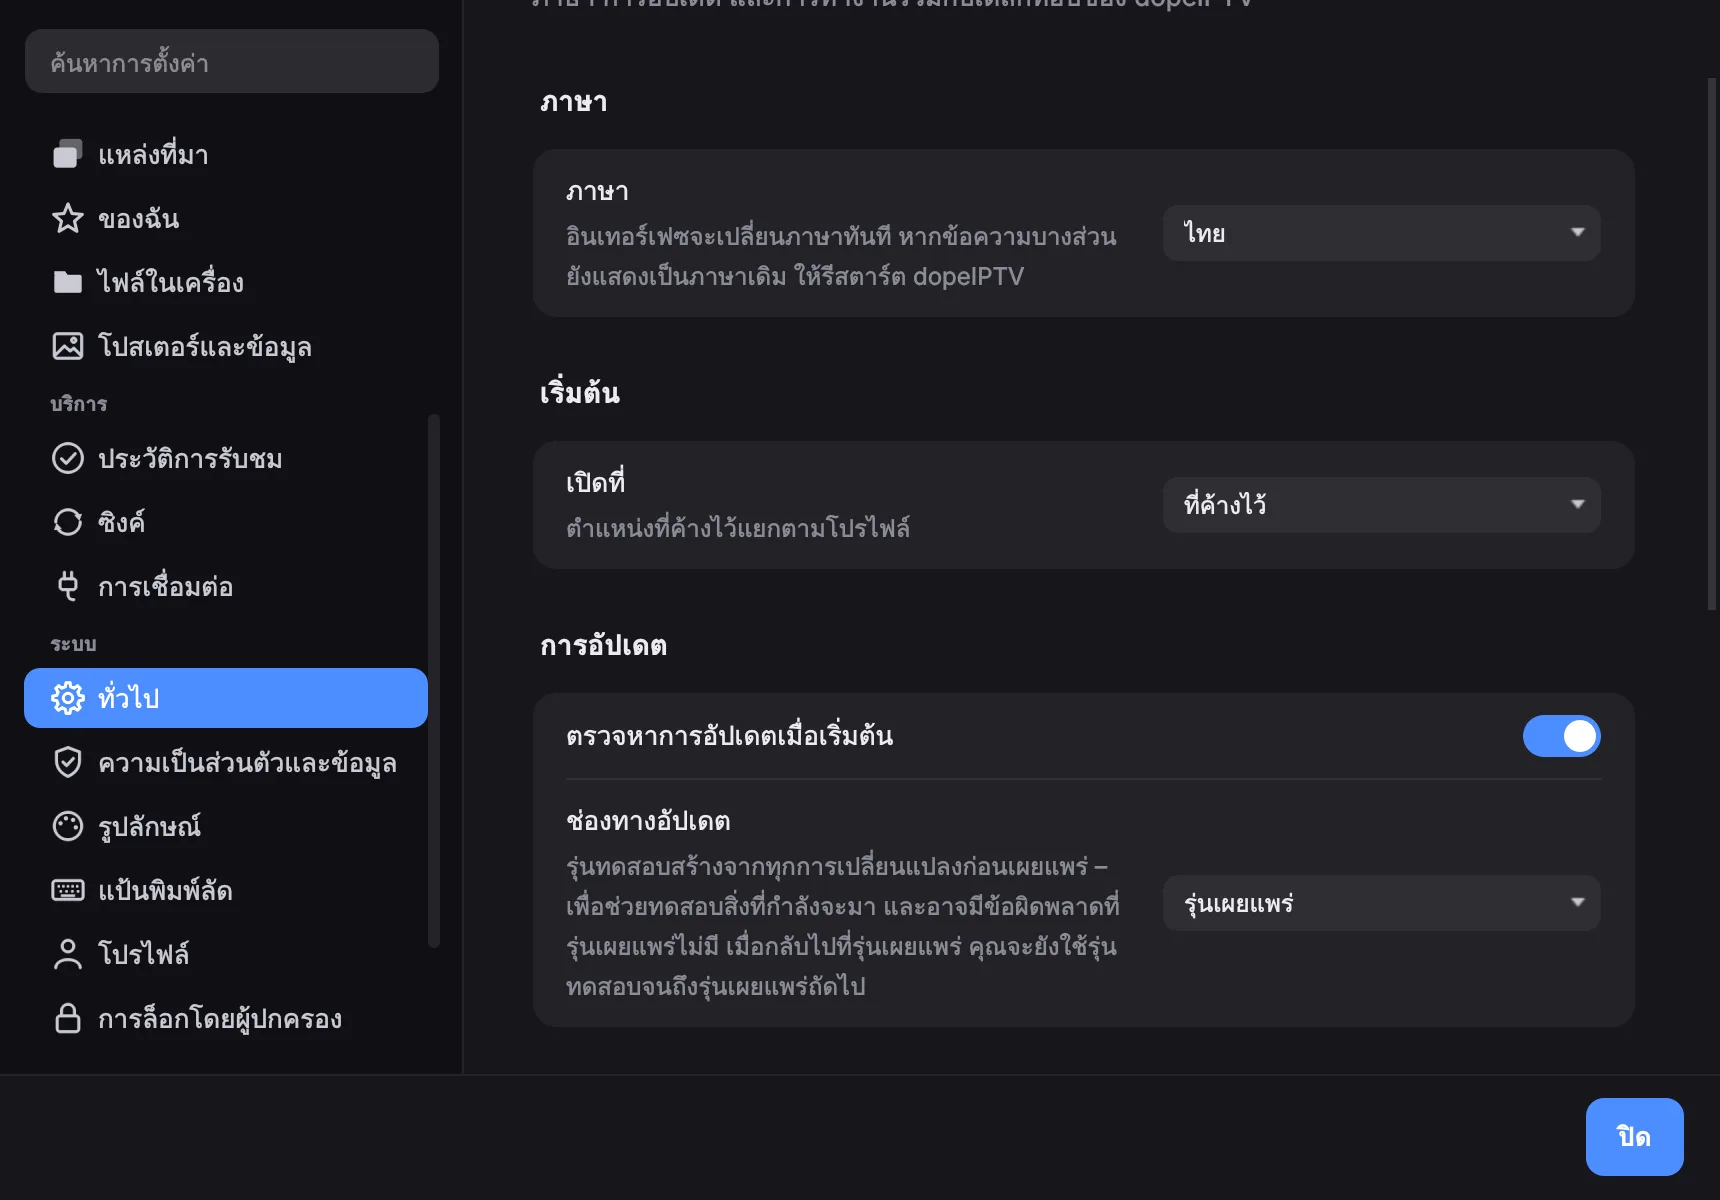 ค้นหาการตั้งค่า
แหล่งที่มา
ของฉัน
ไฟล์ในเครื่อง
โปสเตอร์และข้อมูล
บริการ
ประวัติการรับชม
ซิงค์
การเชื่อมต่อ
ระบบ
ทั่วไป
ความเป็นส่วนตัวและข้อมูล
รูปลักษณ์
แป้นพิมพ์ลัด
โปรไฟล์
การล็อกโดยผู้ปกครอง
ภาษา
ภาษา
อินเทอร์เฟซจะเปลี่ยนภาษาทันที หากข้อความบางส่วน
ยังแสดงเป็นภาษาเดิม ให้รีสตาร์ต dopeIPTV
ไทย
เริ่มต้น
เปิดที่
ตำแหน่งที่ค้างไว้แยกตามโปรไฟล์
ที่ค้างไว้
การอัปเดต
ตรวจหาการอัปเดตเมื่อเริ่มต้น
ช่องทางอัปเดต
รุ่นทดสอบสร้างจากทุกการเปลี่ยนแปลงก่อนเผยแพร่ –
เพื่อช่วยทดสอบสิ่งที่กำลังจะมา และอาจมีข้อผิดพลาดที่
รุ่นเผยแพร่ไม่มี เมื่อกลับไปที่รุ่นเผยแพร่ คุณจะยังใช้รุ่น
ทดสอบจนถึงรุ่นเผยแพร่ถัดไป
รุ่นเผยแพร่
ปิด